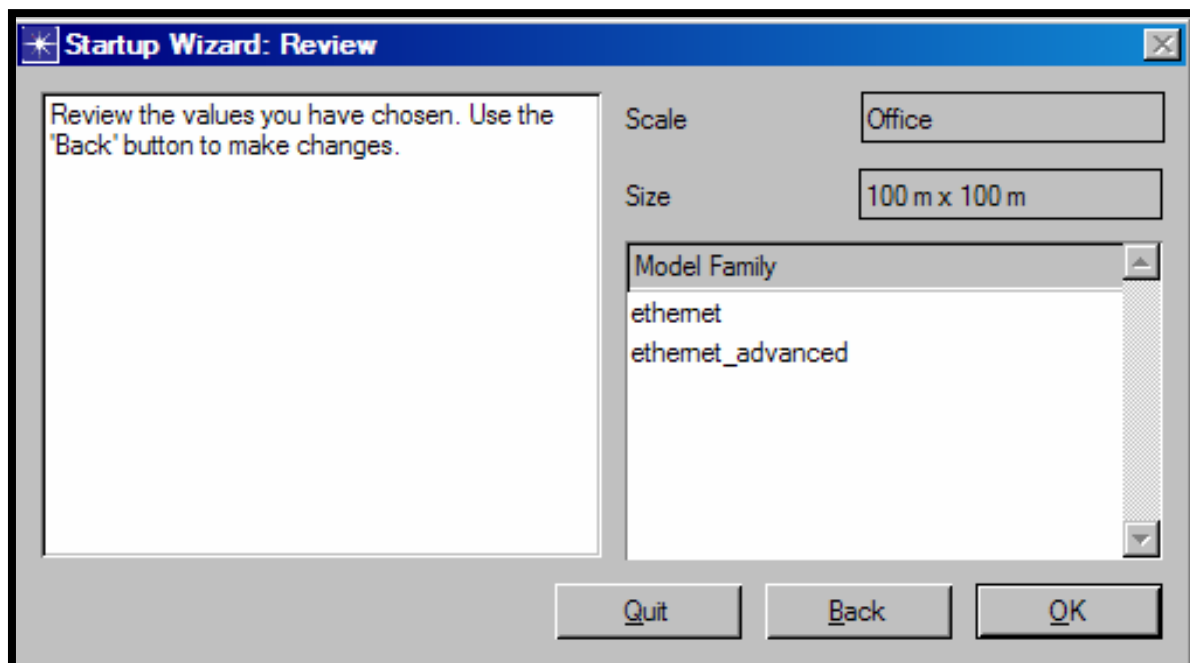 Startup Wizard: Review
Review the values you have chosen. Use the
'Back' button to make changes.
Scale
Office
Size
100 m x 100 m
Model Family
ethernet
ethernet_advanced
Quit
Back
OK